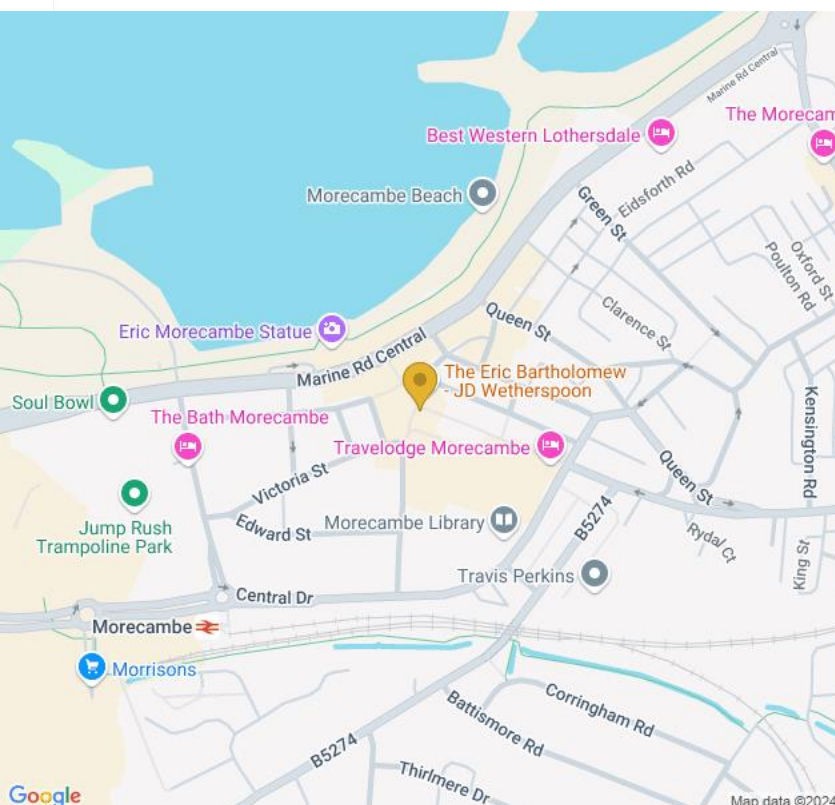 Marine Rd Central
The Morecam
Best Western Lothersdale
Eidsforth Rd
Morecambe Beach
Green St
Oxford St
Poulton Rd
Clarence St
Queen St
Eric Morecambe Statue
Marine Rd Central
The Eric Bartholomew
- JD Wetherspoon
Soul Bowl
The Bath Morecambe
Kensington Rd
Travelodge Morecambe
Victoria St
Queen St
Jump Rush
Trampoline Park
Edward St
Morecambe Library
B5274
Rydal Ct
King St
Travis Perkins
Central Dr
Morecambe
Morrisons
Corringham Rd
Battismore Rd
B5274
Thirlmere Dr
Google
Map data ©2024